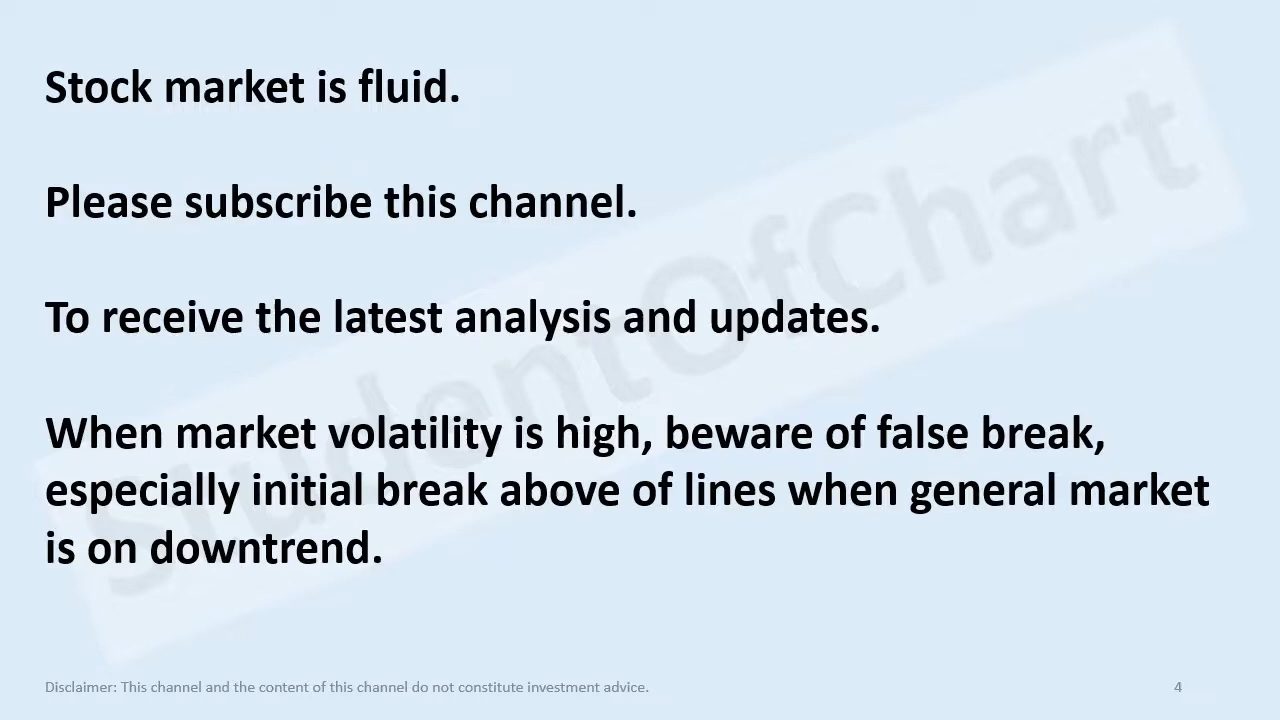 Stock market is fluid.
Please subscribe this channel.
To receive the latest analysis and updates.
When market volatility is high, beware of false break,
especially initial break above of lines when general market
is on downtrend.
StudentOfChart
Disclaimer: This channel and the content of this channel do not constitute investment advice.
4